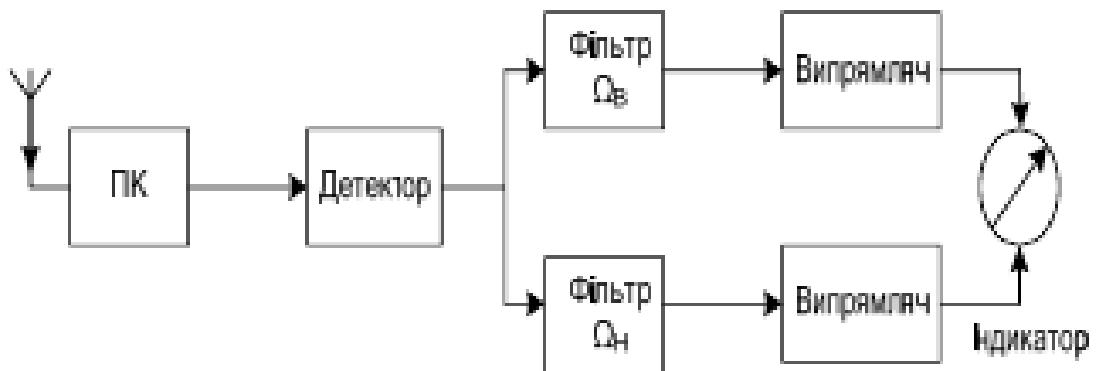 Фільтр
Ωв
Випрямляч
ПК
Детектор
Фільтр
Ωн
Випрямляч
Індикатор